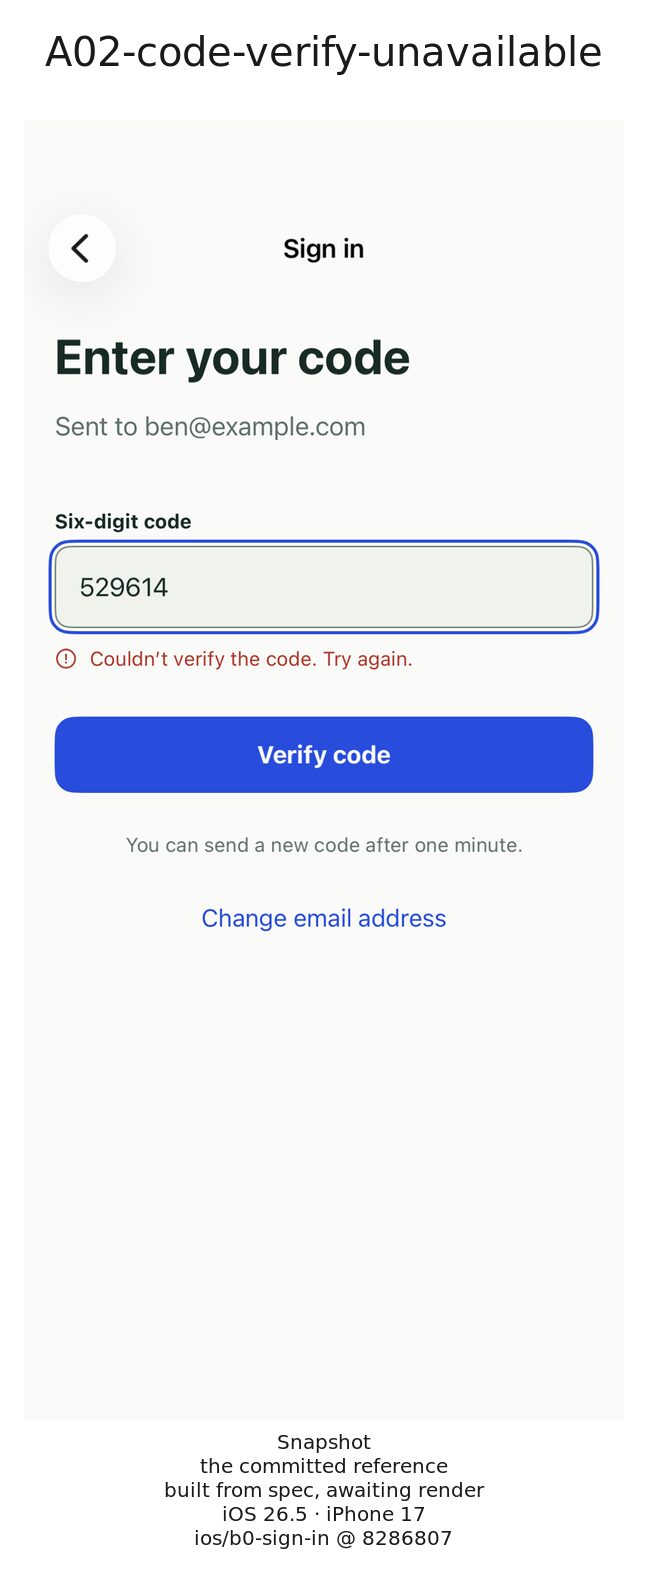 A02-code-verify-unavailable
Sign in
Enter your code
Sent to ben@example.com
Six-digit code
529614
Couldn’t verify the code. Try again.
Verify code
You can send a new code after one minute.
Change email address
Snapshot
the committed reference
built from spec, awaiting render
iOS 26.5 · iPhone 17
ios/b0-sign-in @ 8286807